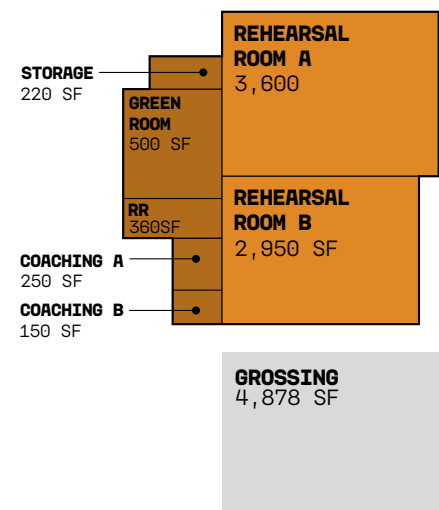 REHEARSAL
ROOM A
3,600
STORAGE
220 SF
GREEN
ROOM
500 SF
RR
360SF
REHEARSAL
ROOM B
2,950 SF
COACHING A
250 SF
COACHING B
150 SF
GROSSING
4,878 SF